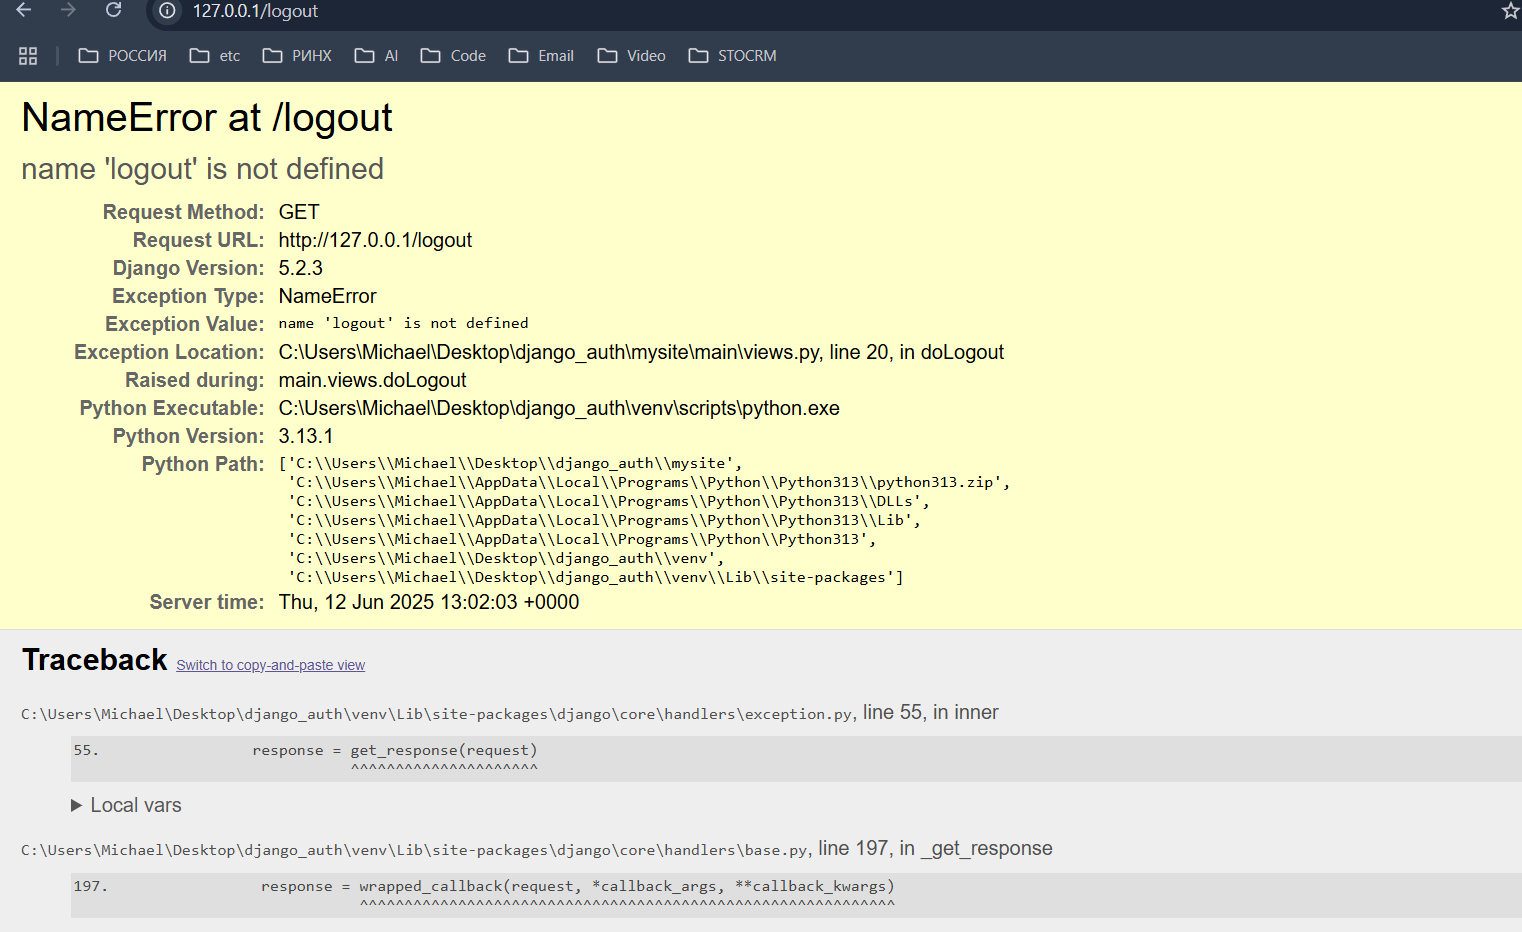 127.0.0.1/logout
РОССИЯ etc РИНХ AI Code Email Video STOCRM
NameError at /logout
name 'logout' is not defined
Request Method: GET
Request URL: http://127.0.0.1/logout
Django Version: 5.2.3
Exception Type: NameError
Exception Value: name 'logout' is not defined
Exception Location: C:\Users\Michael\Desktop\django_auth\mysite\main\views.py, line 20, in doLogout
Raised during: main.views.doLogout
Python Executable: C:\Users\Michael\Desktop\django_auth\venv\scripts\python.exe
Python Version: 3.13.1
Python Path: ['C:\\Users\\Michael\\Desktop\\django_auth\\mysite',
'C:\\Users\\Michael\\AppData\\Local\\Programs\\Python\\Python313\\python313.zip',
'C:\\Users\\Michael\\AppData\\Local\\Programs\\Python\\Python313\\DLLs',
'C:\\Users\\Michael\\AppData\\Local\\Programs\\Python\\Python313\\Lib',
'C:\\Users\\Michael\\AppData\\Local\\Programs\\Python\\Python313',
'C:\\Users\\Michael\\Desktop\\django_auth\\venv',
'C:\\Users\\Michael\\Desktop\\django_auth\\venv\\Lib\\site-packages']
Server time: Thu, 12 Jun 2025 13:02:03 +0000
Traceback Switch to copy-and-paste view
C:\Users\Michael\Desktop\django_auth\venv\Lib\site-packages\django\core\handlers\exception.py, line 55, in inner
55. response = get_response(request)
^^^^^^^^^^^^^^^^^^^^^
Local vars
C:\Users\Michael\Desktop\django_auth\venv\Lib\site-packages\django\core\handlers\base.py, line 197, in _get_response
197. response = wrapped_callback(request, *callback_args, **callback_kwargs)
^^^^^^^^^^^^^^^^^^^^^^^^^^^^^^^^^^^^^^^^^^^^^^^^^^^^^^^^^^^^